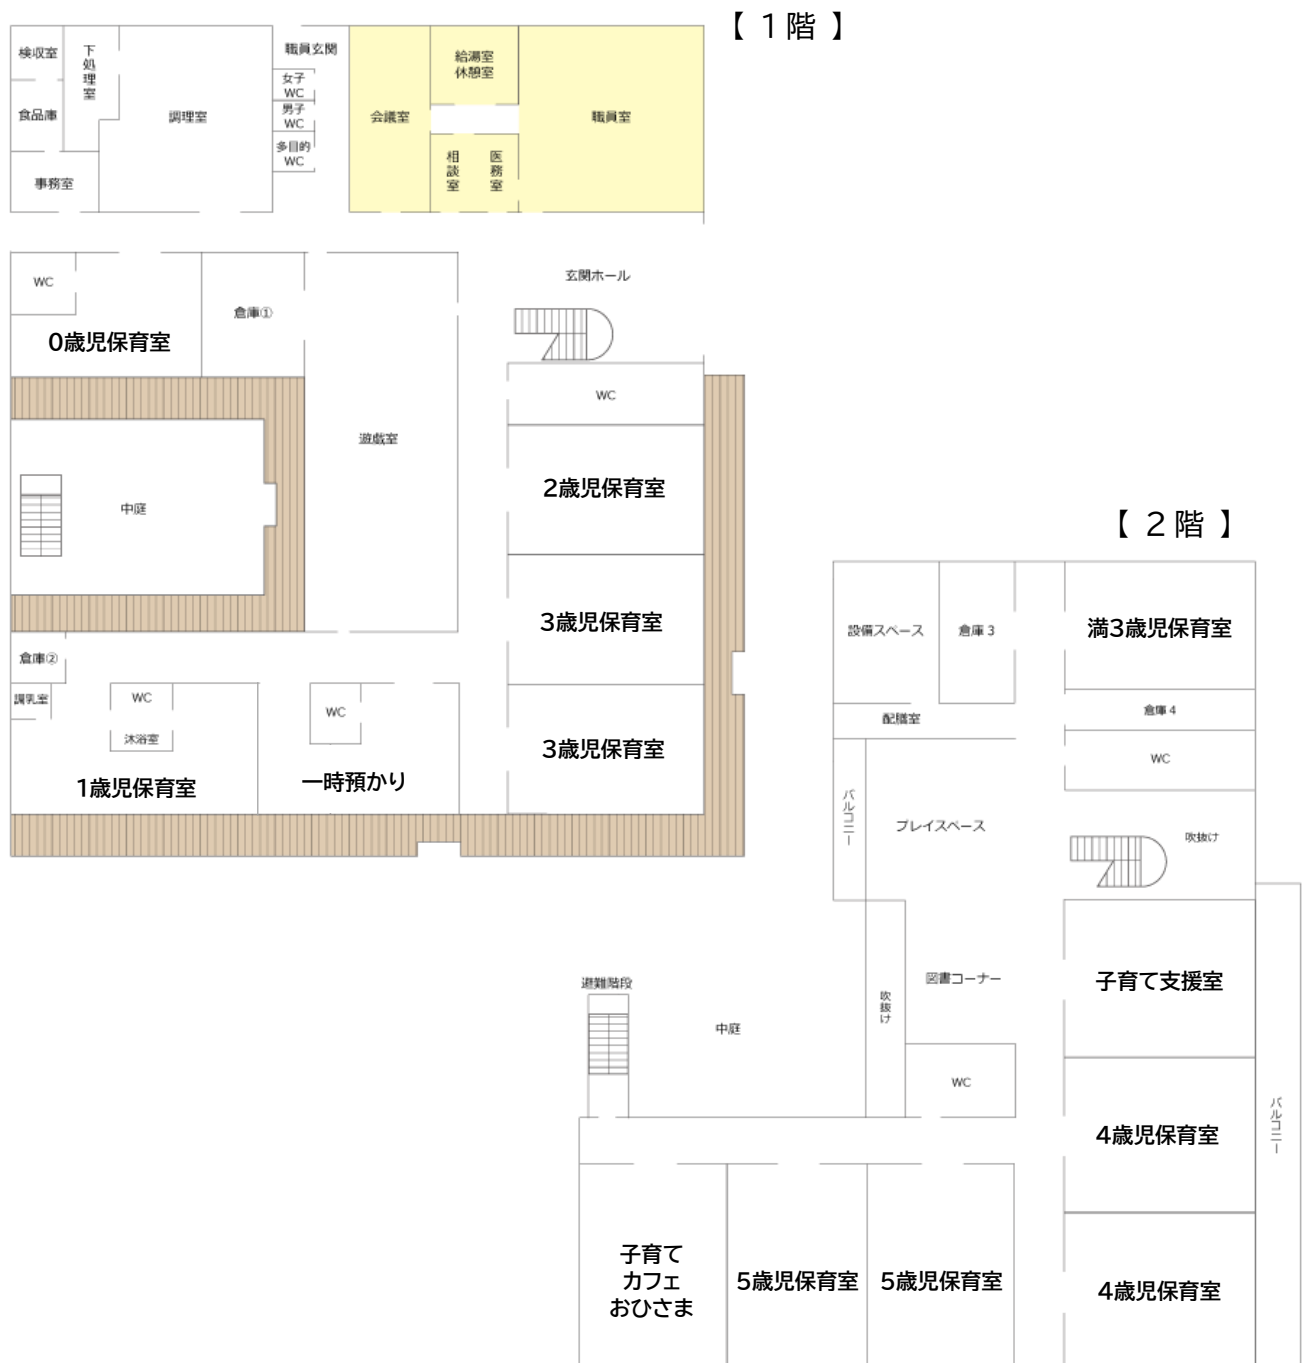 【 1階 】
検収室
下処理室
職員玄関
女子
WC
男子
WC
多目的
WC
食品庫
調理室
事務室
会議室
給湯室
休憩室
職員室
相談室
医務室
WC
0歳児保育室
倉庫①
玄関ホール
WC
遊戯室
2歳児保育室
中庭
3歳児保育室
倉庫②
調乳室
WC
沐浴室
1歳児保育室
WC
一時預かり
3歳児保育室
【 2階 】
設備スペース
倉庫3
満3歳児保育室
配膳室
倉庫4
WC
バルコニー
プレイスペース
吹抜け
避難階段
中庭
吹抜け
図書コーナー
子育て支援室
WC
4歳児保育室
バルコニー
子育て
カフェ
おひさま
5歳児保育室
5歳児保育室
4歳児保育室